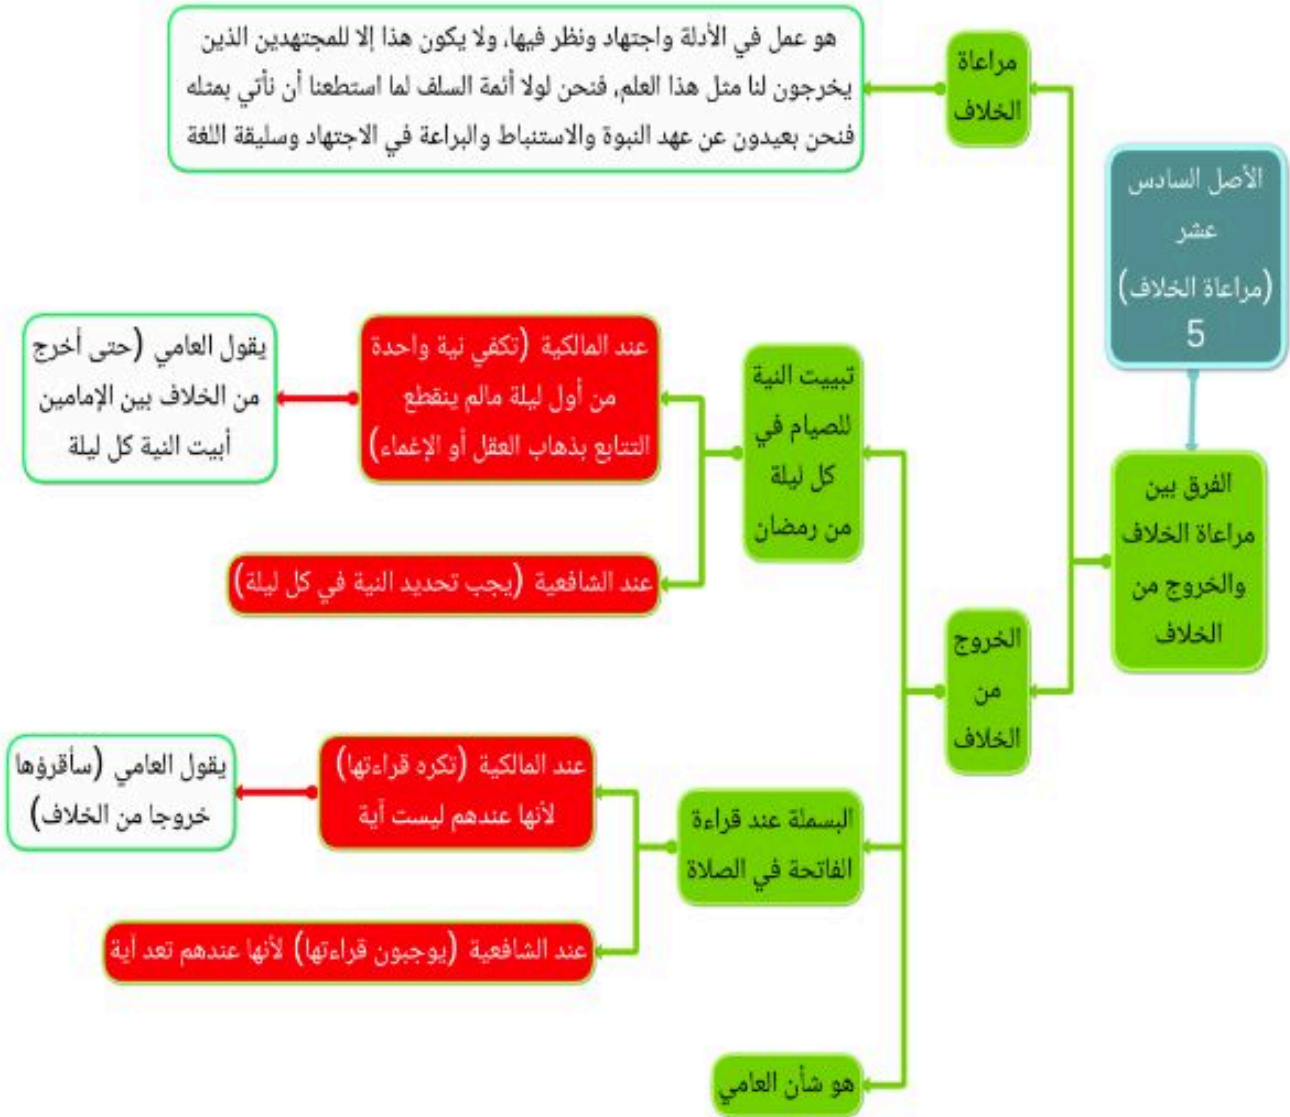 الأصل السادس
عشر
(مراعاة الخلاف)
5
الفرق بين
مراعاة الخلاف
والخروج من
الخلاف
مراعاة
الخلاف
هو عمل في الأدلة واجتهاد ونظر فيها، ولا يكون هذا إلا للمجتهدين الذين
يخرجون لنا مثل هذا العلم، فنحن لولا أئمة السلف لما استطعنا أن نأتي بمثله
فنحن بعيدون عن عهد النبوة والاستنباط والبراعة في الاجتهاد وسليقة اللغة
الخروج
من
الخلاف
تبييت النية
للصيام في
كل ليلة
من رمضان
عند المالكية (تكفي نية واحدة
من أول ليلة مالم ينقطع
التتابع بذهاب العقل أو الإغماء)
يقول العامي (حتى أخرج
من الخلاف بين الإمامين
أبيت النية كل ليلة
عند الشافعية (يجب تحديد النية في كل ليلة)
البسملة عند قراءة
الفاتحة في الصلاة
عند المالكية (تكره قراءتها)
لأنها عندهم ليست آية
يقول العامي (سأقرؤها
خروجا من الخلاف)
عند الشافعية (يوجبون قراءتها) لأنها عندهم تعد آية
هو شأن العامي